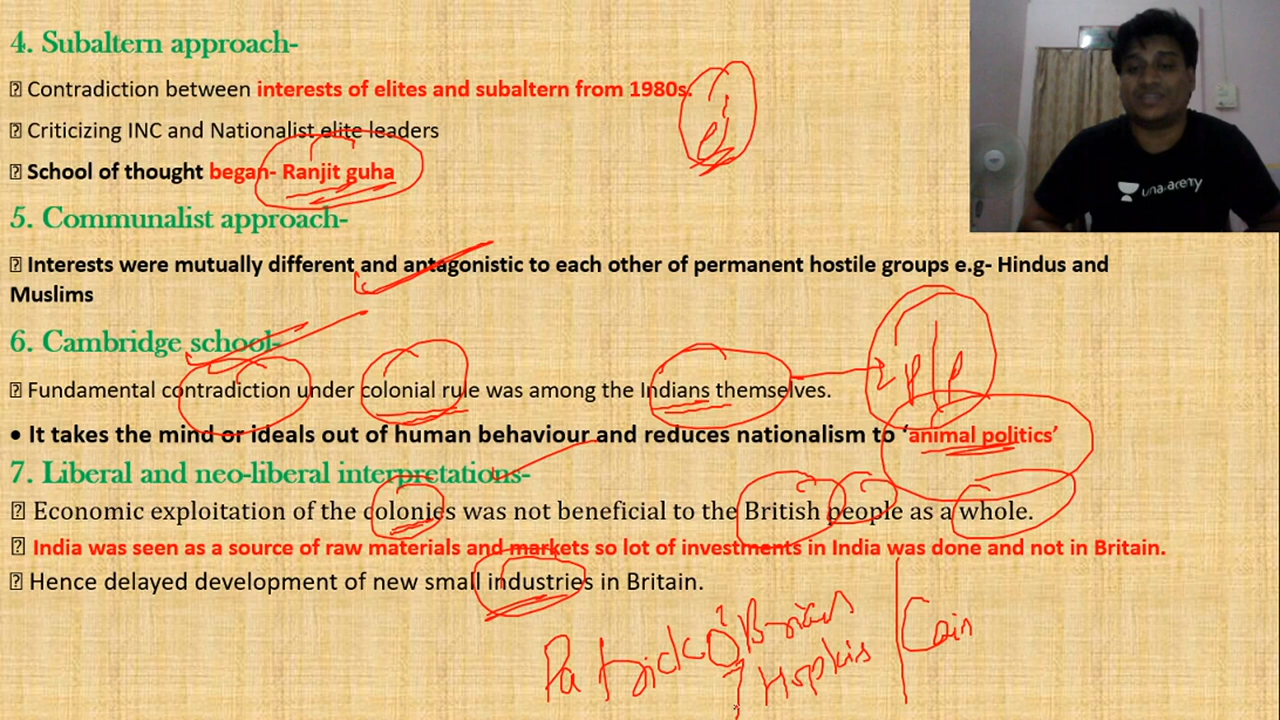 4. Subaltern approach-
⍰ Contradiction between interests of elites and subaltern from 1980s.
⍰ Criticizing INC and Nationalist elite leaders
⍰ School of thought began- Ranjit guha
5. Communalist approach-
⍰ Interests were mutually different and antagonistic to each other of permanent hostile groups e.g- Hindus and
Muslims
6. Cambridge school-
⍰ Fundamental contradiction under colonial rule was among the Indians themselves.
P P
• It takes the mind or ideals out of human behaviour and reduces nationalism to ‘animal politics’
7. Liberal and neo-liberal interpretations-
⍰ Economic exploitation of the colonies was not beneficial to the British people as a whole.
⍰ India was seen as a source of raw materials and markets so lot of investments in India was done and not in Britain.
⍰ Hence delayed development of new small industries in Britain.
Patrick O'Brian
Hopkis
Cain
unacademy